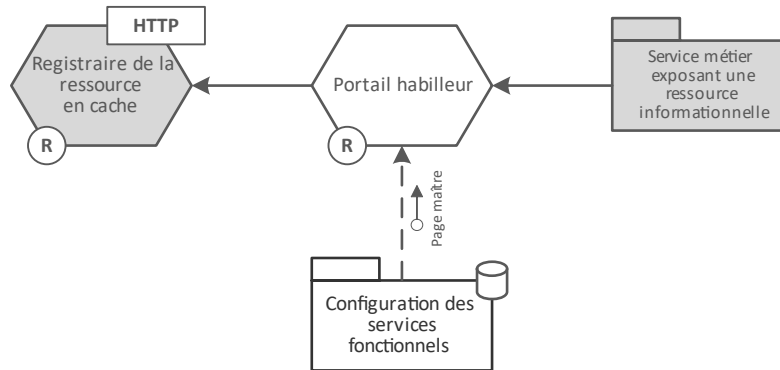 HTTP
Registraire de la
ressource
en cache
R
Portail habilleur
R
Service métier
exposant une
ressource
informationnelle
Page maître
Configuration des
services
fonctionnels